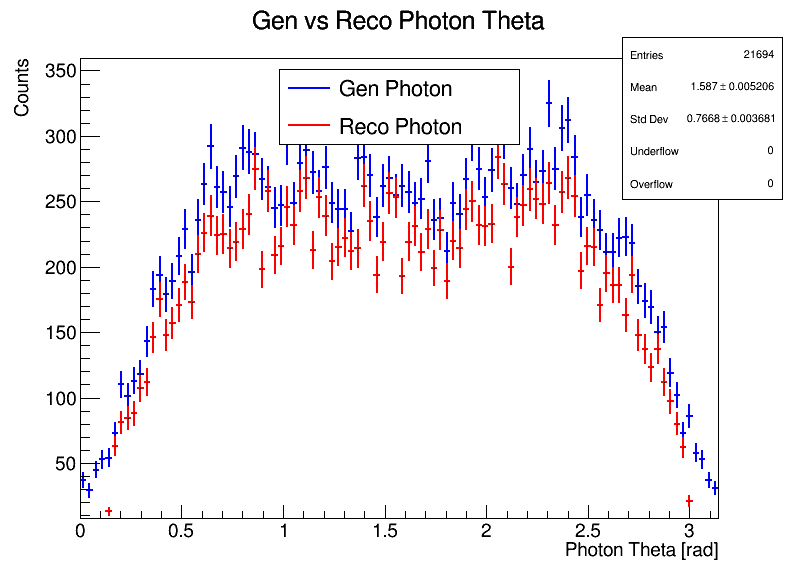 Gen vs Reco Photon Theta
Counts
Entries 21694
Mean 1.587 ± 0.005206
Std Dev 0.7668 ± 0.003681
Underflow 0
Overflow 0
Gen Photon
Reco Photon
350
300
250
200
150
100
50
0 0.5 1 1.5 2 2.5 3
Photon Theta [rad]